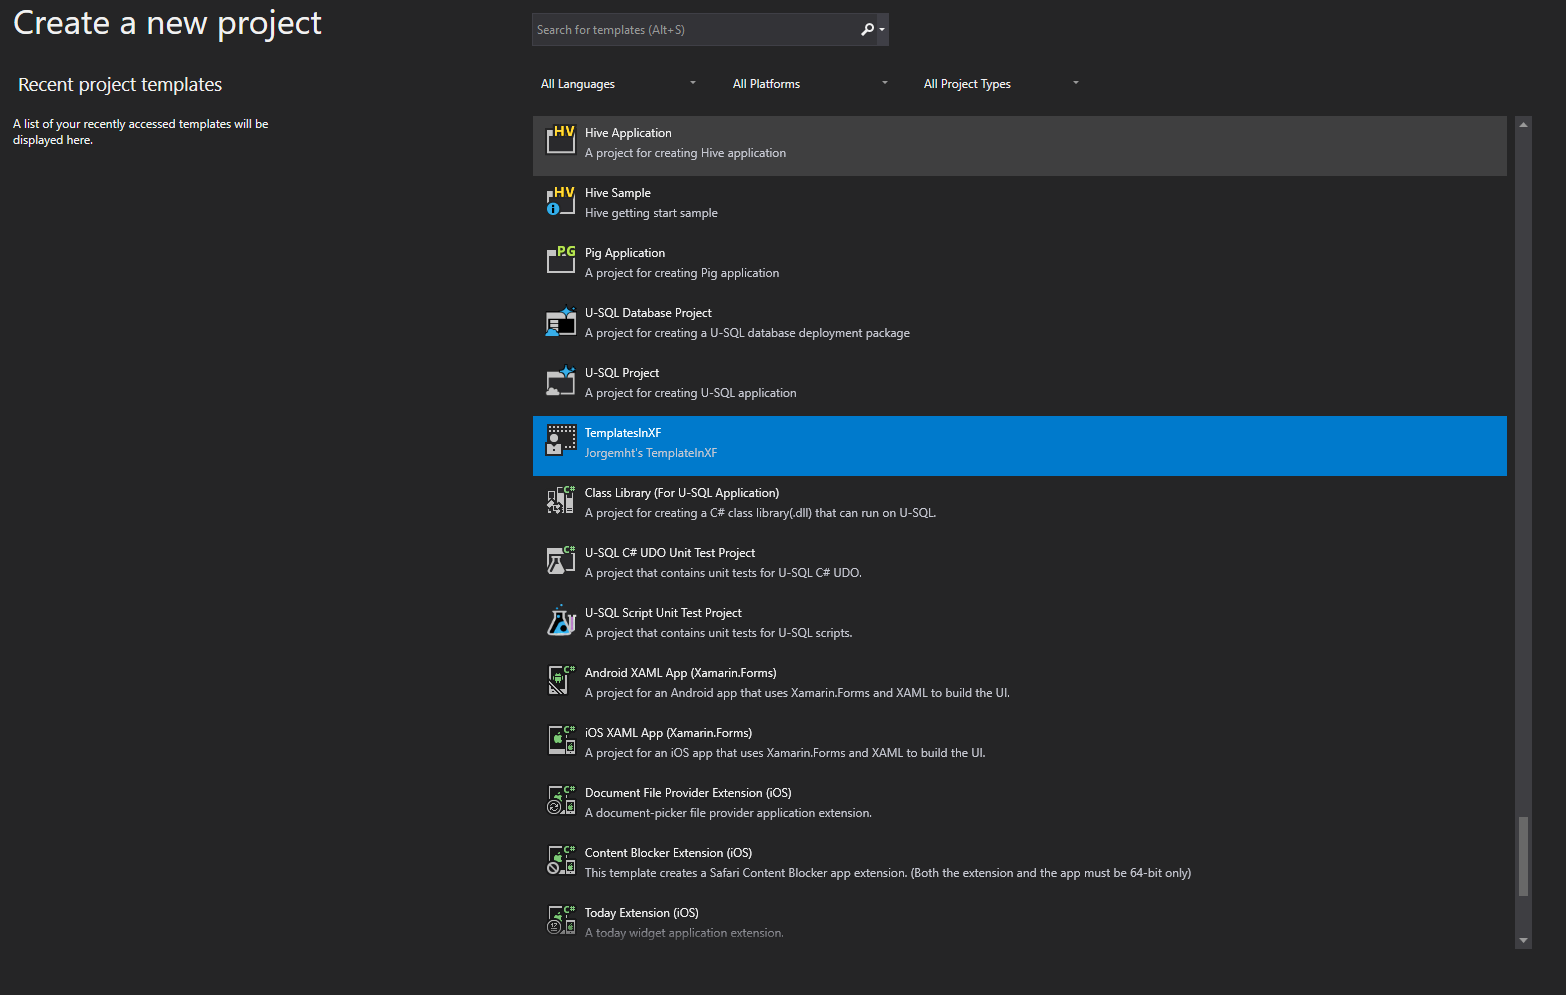 Create a new project
Search for templates (Alt+S)
Recent project templates
A list of your recently accessed templates will be
displayed here.
All Languages
All Platforms
All Project Types
HV
Hive Application
A project for creating Hive application
HV
Hive Sample
Hive getting start sample
P.G
Pig Application
A project for creating Pig application
U-SQL Database Project
A project for creating a U-SQL database deployment package
U-SQL Project
A project for creating U-SQL application
TemplatesInXF
Jorgemht's TemplateInXF
C#
Class Library (For U-SQL Application)
A project for creating a C# class library(.dll) that can run on U-SQL.
C#
U-SQL C# UDO Unit Test Project
A project that contains unit tests for U-SQL C# UDO.
U-SQL Script Unit Test Project
A project that contains unit tests for U-SQL scripts.
C#
Android XAML App (Xamarin.Forms)
A project for an Android app that uses Xamarin.Forms and XAML to build the UI.
C#
iOS XAML App (Xamarin.Forms)
A project for an iOS app that uses Xamarin.Forms and XAML to build the UI.
C#
Document File Provider Extension (iOS)
A document-picker file provider application extension.
C#
Content Blocker Extension (iOS)
This template creates a Safari Content Blocker app extension. (Both the extension and the app must be 64-bit only)
C#
12
Today Extension (iOS)
A today widget application extension.